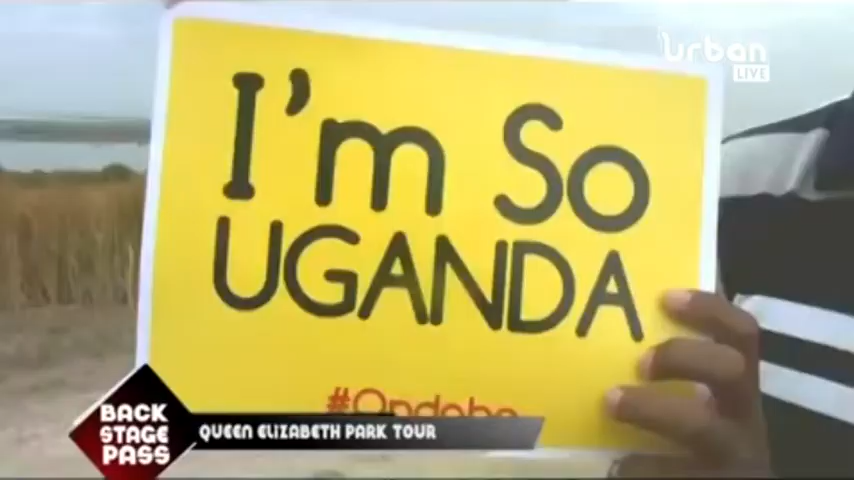 urban
LIVE
I'm So
UGANDA
BACK
STAGE
PASS
QUEEN ELIZABETH PARK TOUR